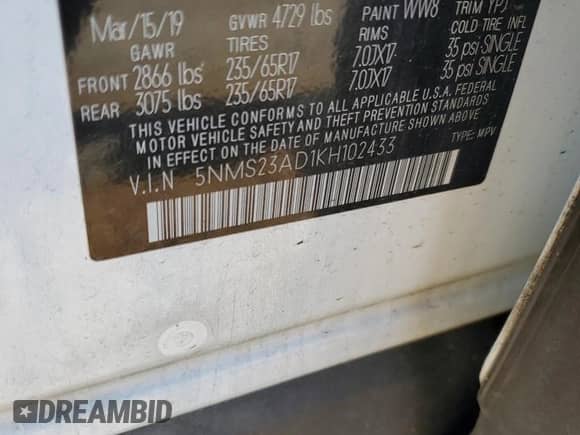 Mar/15/19 GVWR 4729 lbs PAINT WW8 TRIM YPJ
GAWR TIRES RIMS COLD TIRE INFL
FRONT 2866 lbs 235/65R17 7.0JX17 35 psi-SINGLE
REAR 3075 lbs 235/65R17 7.0JX17 35 psi SINGLE
THIS VEHICLE CONFORMS TO ALL APPLICABLE U.S.A. FEDERAL
MOTOR VEHICLE SAFETY AND THEFT PREVENTION STANDARDS
IN EFFECT ON THE DATE OF MANUFACTURE SHOWN ABOVE.
V.I.N 5NMS23AD1KH102433 TYPE: MPV
DREAMBID